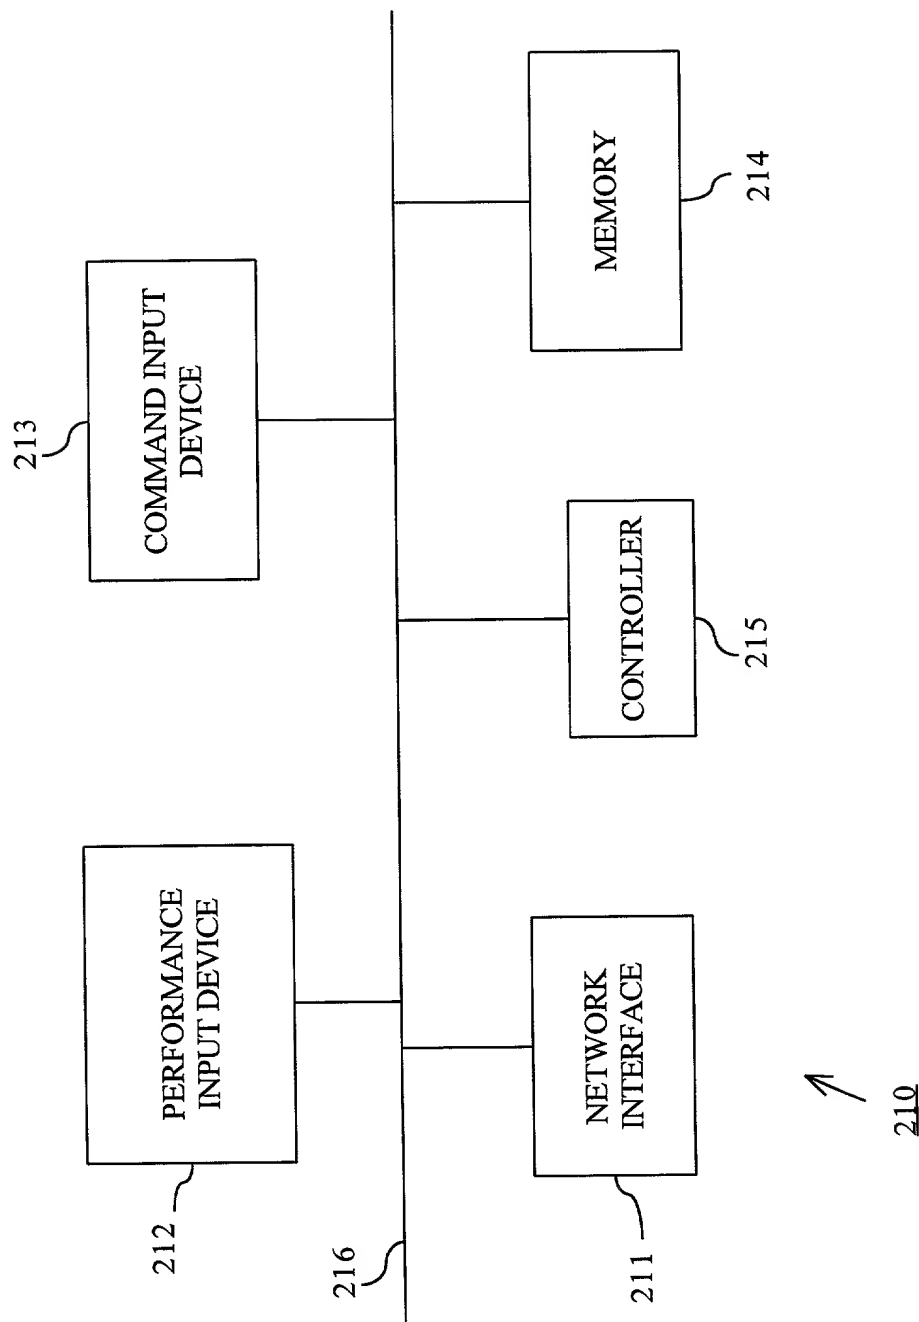 212
PERFORMANCE
INPUT DEVICE
213
COMMAND INPUT
DEVICE
216
211
NETWORK
INTERFACE
215
CONTROLLER
214
MEMORY
210